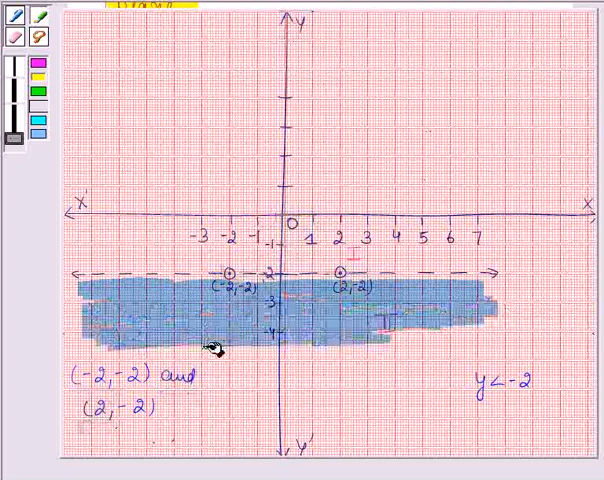 Y
X' X
O
-3 -2 -1 1 2 3 4 5 6 7
-1
I
-2
(-2,-2) (2,-2)
-3
II
-4
(-2,-2) and
(2,-2)
y < -2
Y'